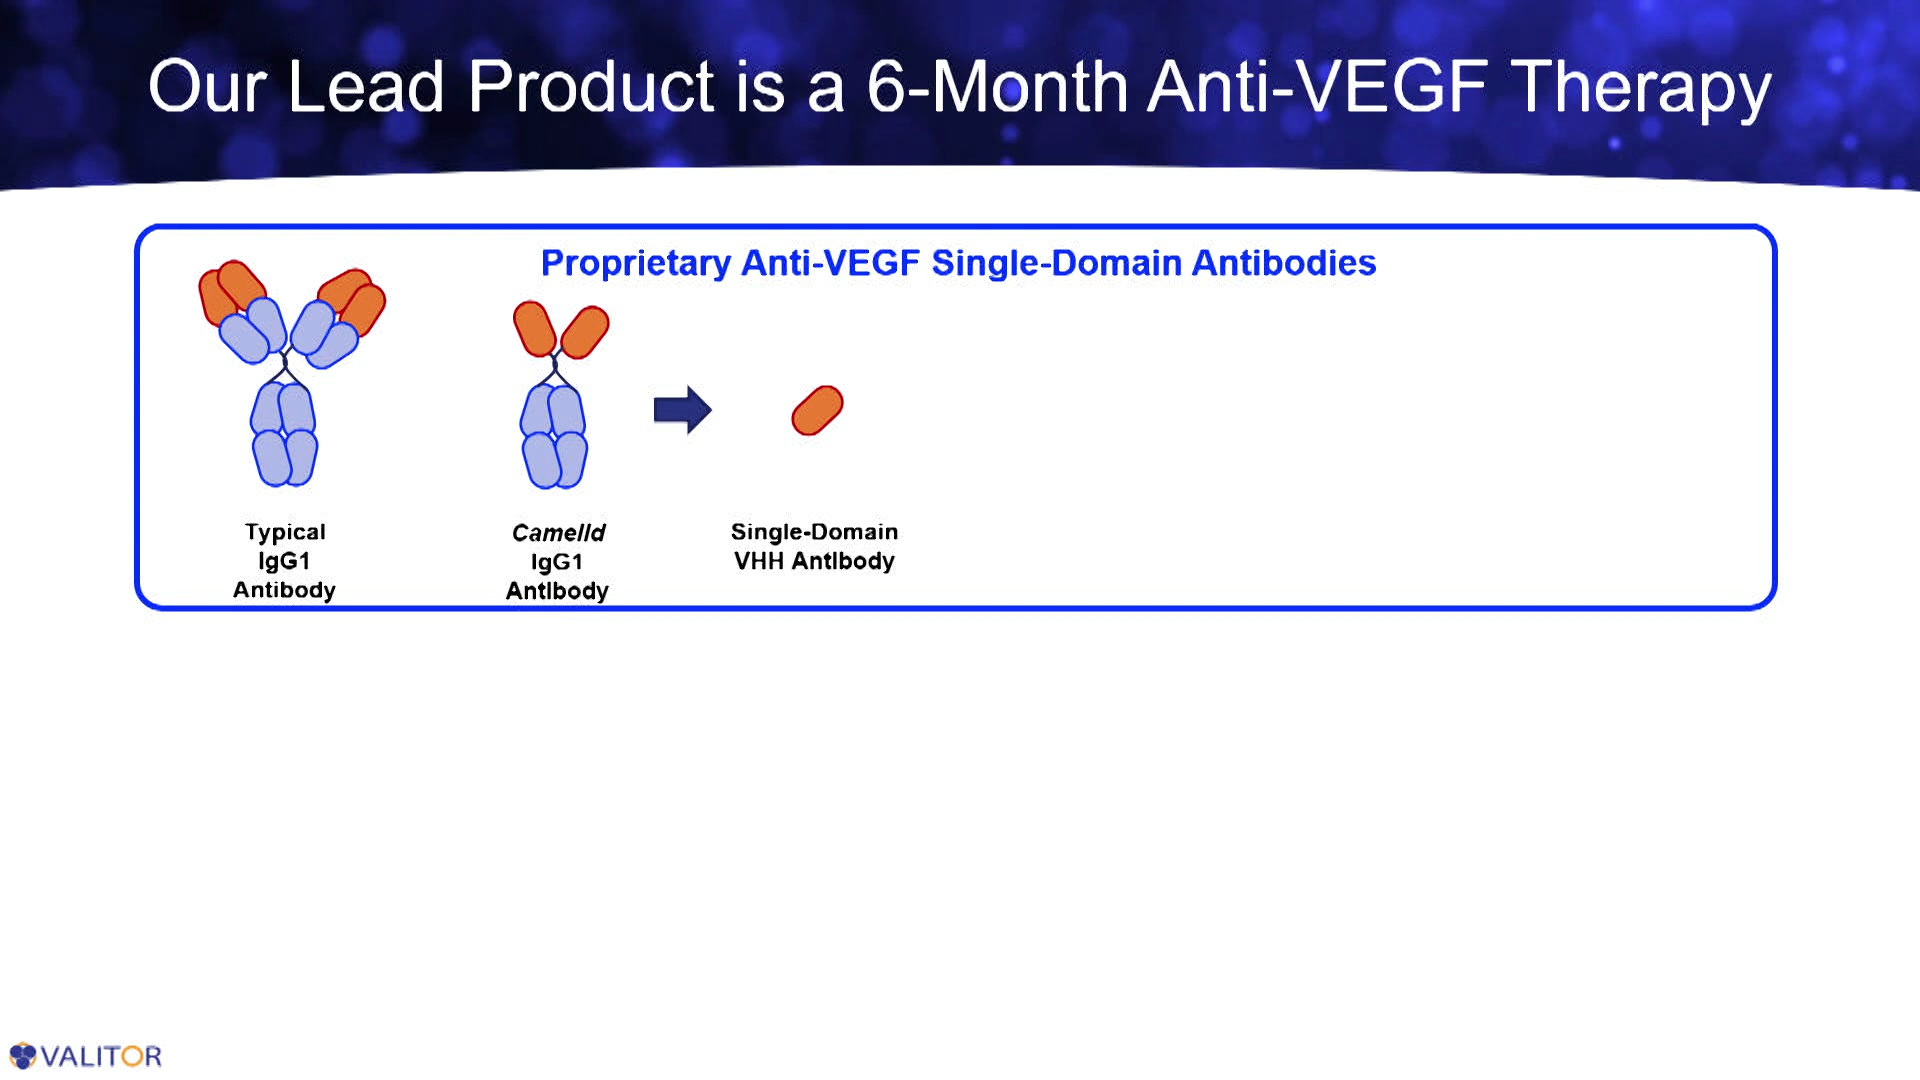 Our Lead Product is a 6-Month Anti-VEGF Therapy
Proprietary Anti-VEGF Single-Domain Antibodies
Typical
IgG1
Antibody
Camelid
IgG1
Antibody
Single-Domain
VHH Antibody
VALITOR